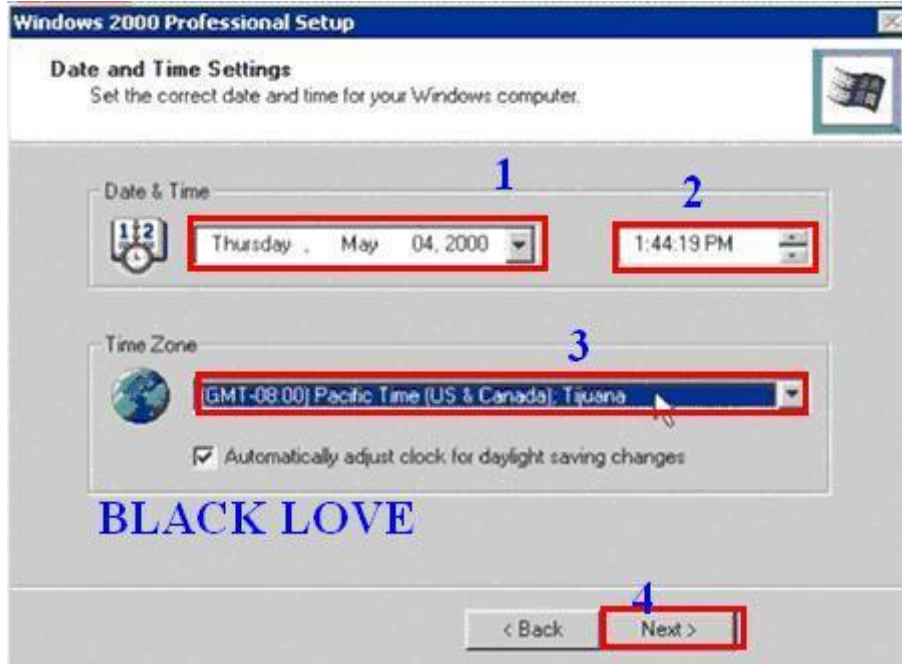 Windows 2000 Professional Setup
Date and Time Settings
Set the correct date and time for your Windows computer.
1
2
Date & Time
12
Thursday , May 04, 2000
1:44:19 PM
3
Time Zone
(GMT-08:00) Pacific Time (US & Canada); Tijuana
Automatically adjust clock for daylight saving changes
BLACK LOVE
4
< Back Next >